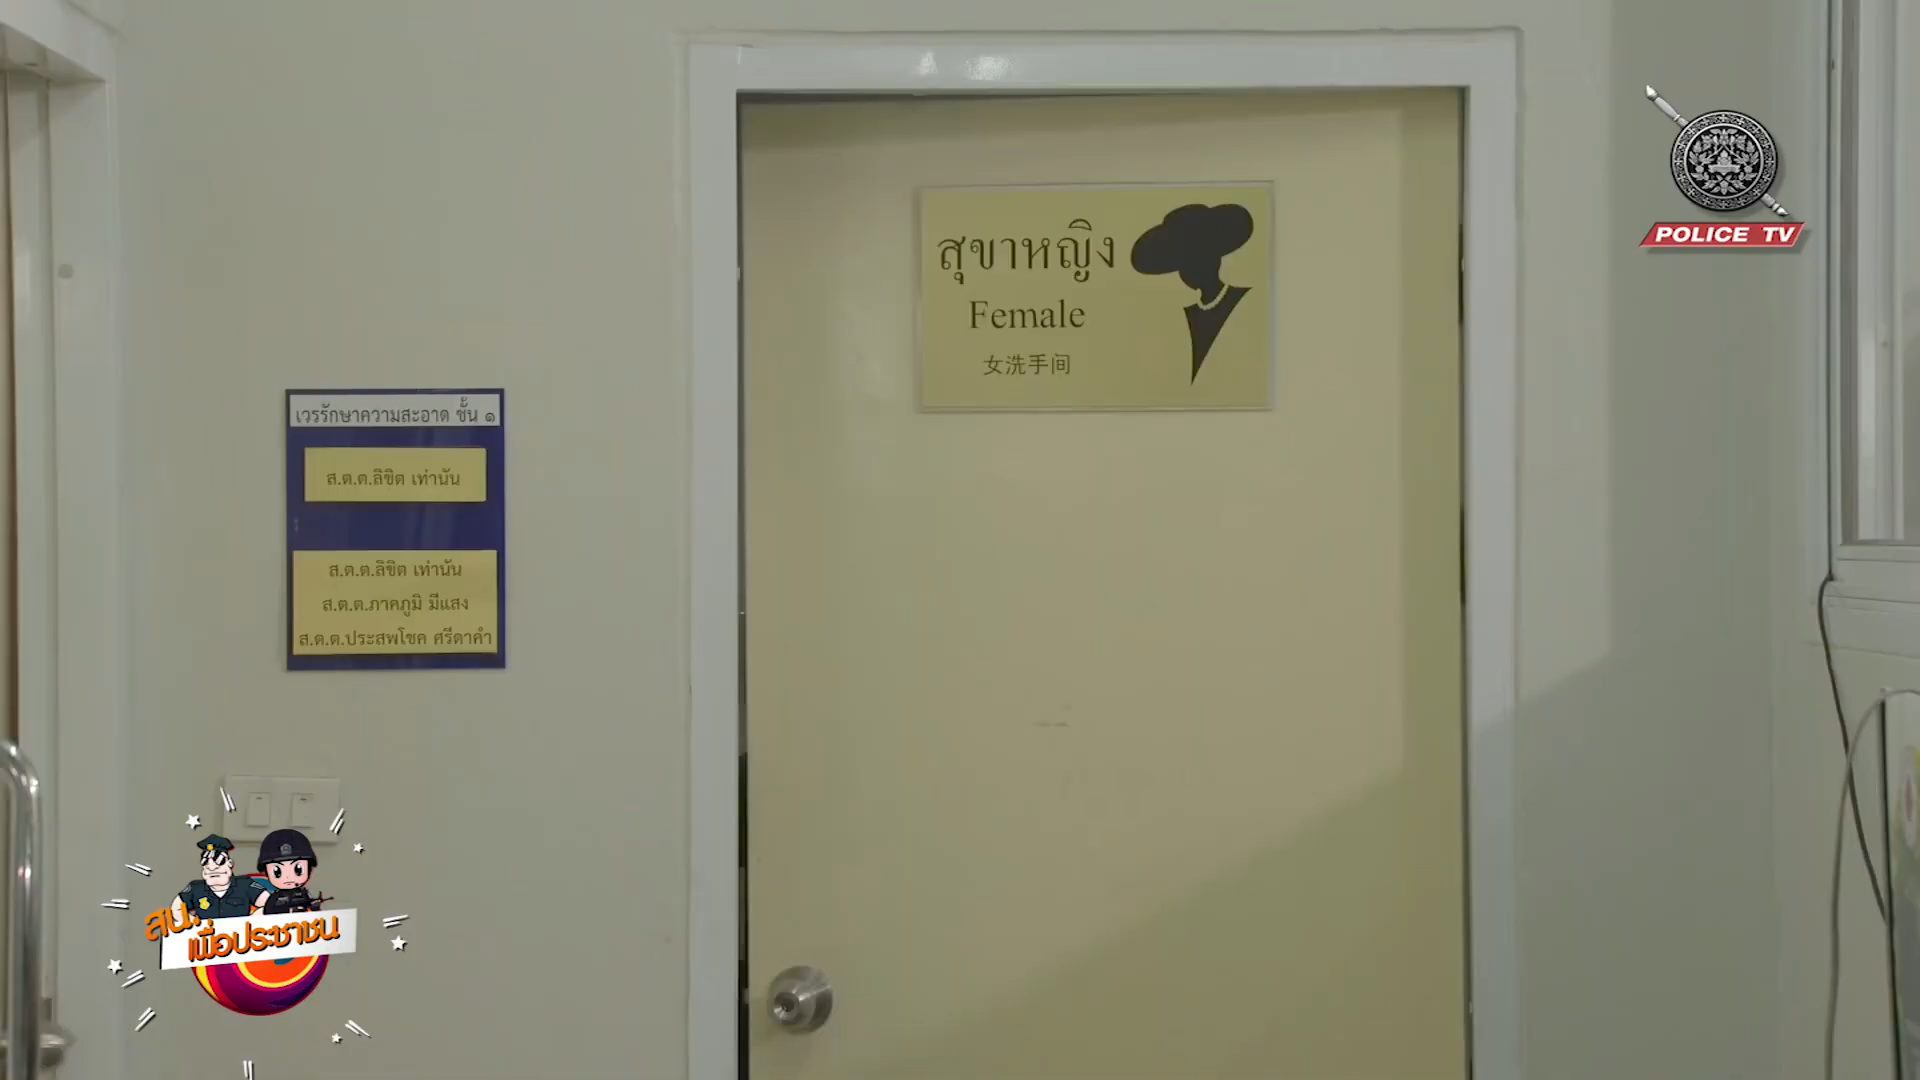 สุขาหญิง
Female
女洗手间
เวรรักษาความสะอาด ชั้น ๑
ส.ต.ต.ลิขิต เท่านัน
ส.ต.ต.ลิขิต เท่านัน
ส.ต.ต.ภาคภูมิ มีแสง
ส.ต.ต.ประสพโชค ศรีดาคำ
POLICE TV
สน.
เพื่อประชาชน